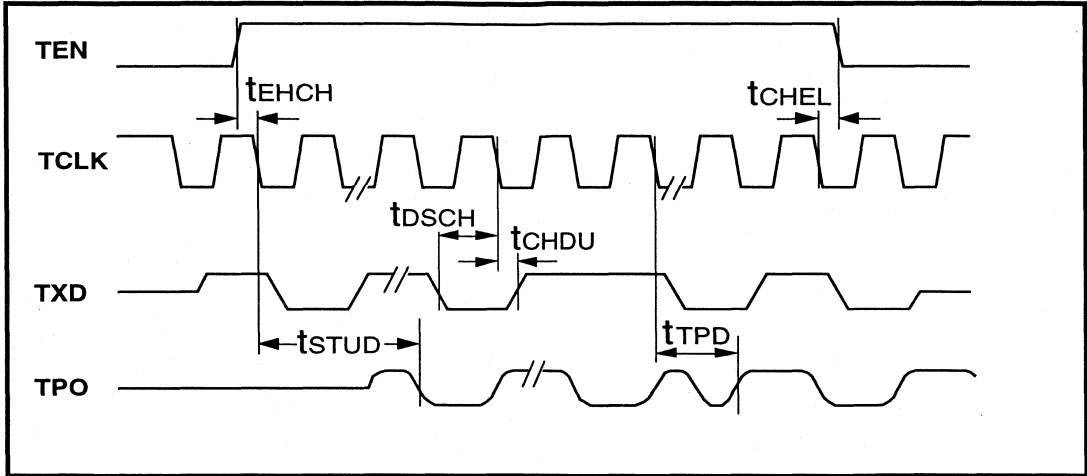 TEN
tEHCH
tCHEL
TCLK
tDSCH
tCHDU
TXD
tSTUD
tTPD
TPO